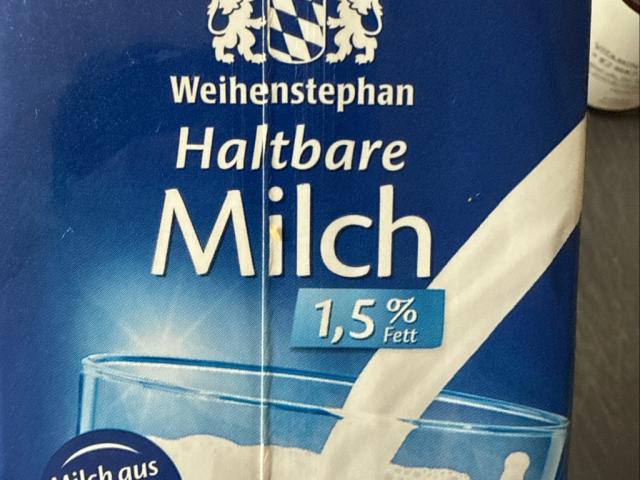 Weihenstephan
Haltbare
Milch
1,5 %
Fett
Milch aus